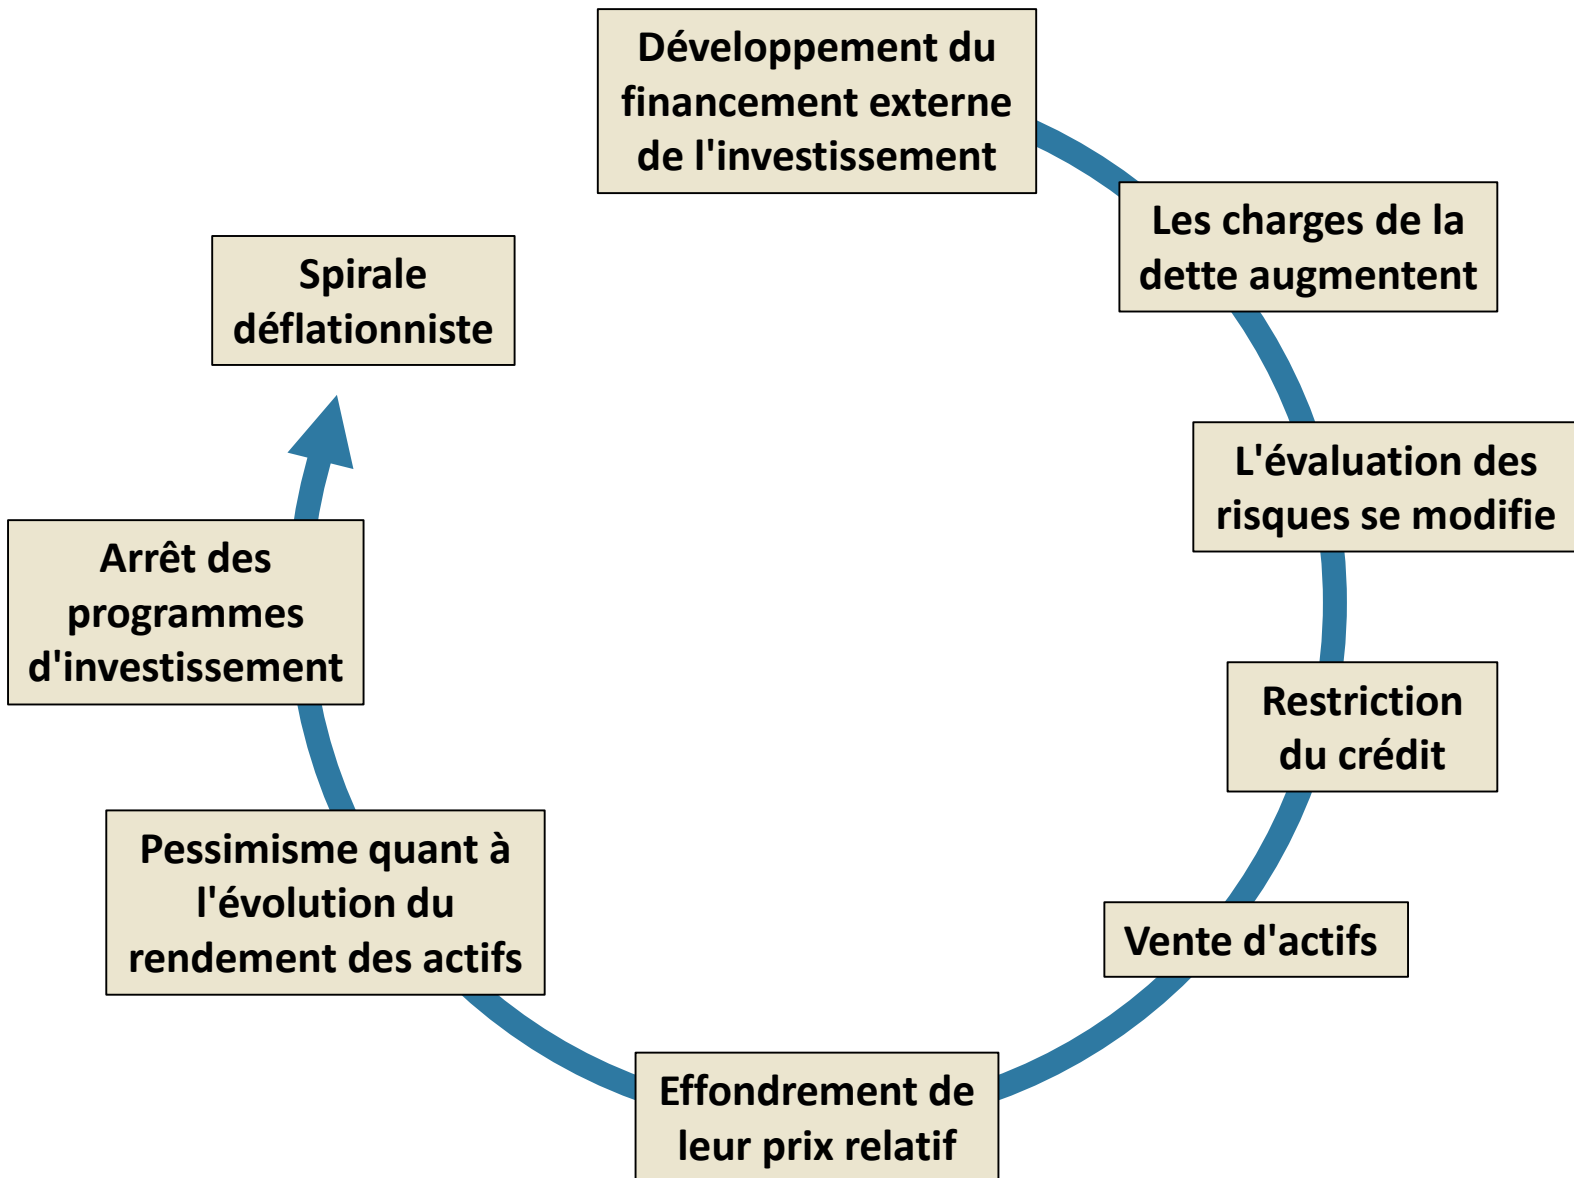 Développement du
financement externe
de l'investissement
Les charges de la
dette augmentent
L'évaluation des
risques se modifie
Restriction
du crédit
Vente d'actifs
Effondrement de
leur prix relatif
Pessimisme quant à
l'évolution du
rendement des actifs
Arrêt des
programmes
d'investissement
Spirale
déflationniste